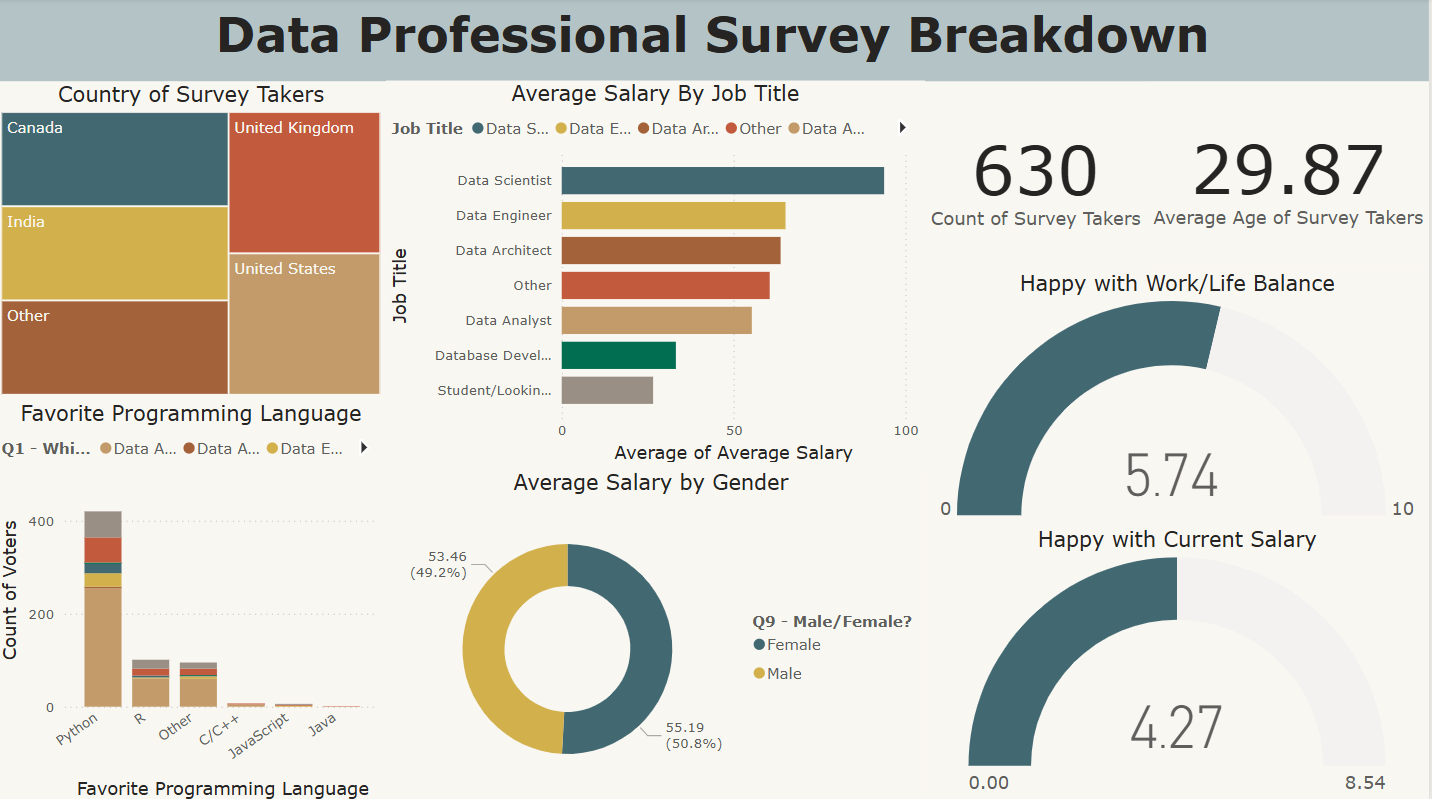 Data Professional Survey Breakdown
Country of Survey Takers
Canada
United Kingdom
India
United States
Other
Average Salary By Job Title
Job Title Data S... Data E... Data Ar... Other Data A...
Job Title
Data Scientist
Data Engineer
Data Architect
Other
Data Analyst
Database Devel...
Student/Lookin...
0 50 100
Average of Average Salary
630
Count of Survey Takers
29.87
Average Age of Survey Takers
Favorite Programming Language
Q1 - Whi... Data A... Data A... Data E...
Count of Voters
400
200
0
Python R Other C/C++ JavaScript Java
Favorite Programming Language
Average Salary by Gender
53.46
(49.2%)
55.19
(50.8%)
Q9 - Male/Female?
Female
Male
Happy with Work/Life Balance
5.74
0 10
Happy with Current Salary
4.27
0.00 8.54